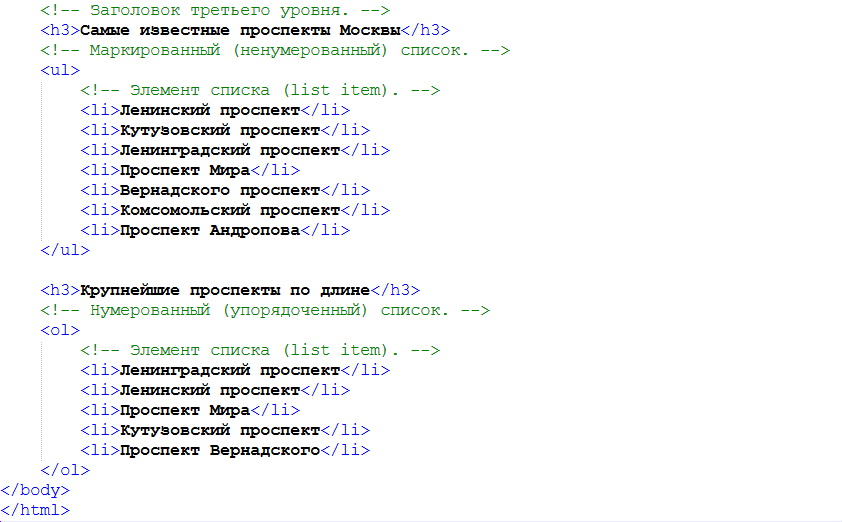 <!-- Заголовок третьего уровня. -->
<h3>Самые известные проспекты Москвы</h3>
<!-- Маркированный (ненумерованный) список. -->
<ul>
<!-- Элемент списка (list item). -->
<li>Ленинский проспект</li>
<li>Кутузовский проспект</li>
<li>Ленинградский проспект</li>
<li>Проспект Мира</li>
<li>Вернадского проспект</li>
<li>Комсомольский проспект</li>
<li>Проспект Андропова</li>
</ul>
<h3>Крупнейшие проспекты по длине</h3>
<!-- Нумерованный (упорядоченный) список. -->
<ol>
<!-- Элемент списка (list item). -->
<li>Ленинградский проспект</li>
<li>Ленинский проспект</li>
<li>Проспект Мира</li>
<li>Кутузовский проспект</li>
<li>Проспект Вернадского</li>
</ol>
</body>
</html>